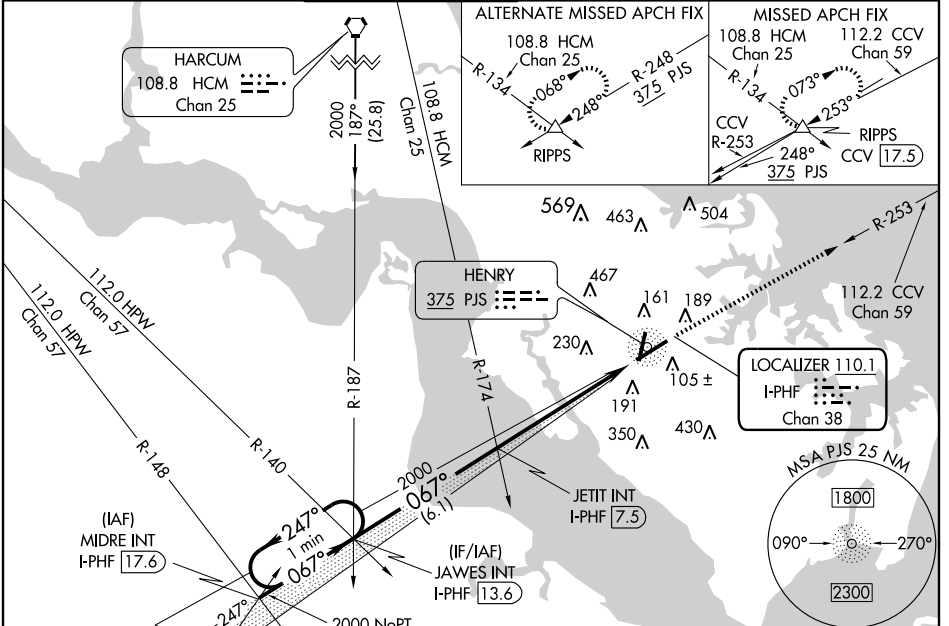 HARCUM
108.8 HCM
Chan 25
2000
187°
(25.8)
108.8 HCM
Chan 25
ALTERNATE MISSED APCH FIX
108.8 HCM
Chan 25
R-134
068°
248°
R-248
375 PJS
RIPPS
MISSED APCH FIX
108.8 HCM
Chan 25
112.2 CCV
Chan 59
R-134
073°
253°
CCV
R-253
248°
375 PJS
RIPPS
CCV 17.5
569
463
504
R-253
HENRY
375 PJS
467
161
189
112.2 CCV
Chan 59
230
105 ±
191
350
430
LOCALIZER 110.1
I-PHF
Chan 38
112.0 HPW
Chan 57
112.0 HPW
Chan 57
R-187
R-174
R-148
R-140
2000
067°
(6.1)
JETIT INT
I-PHF 7.5
MSA PJS 25 NM
1800
090°
270°
2300
(IAF)
MIDRE INT
I-PHF 17.6
247°
1 min
067°
(IF/IAF)
JAWES INT
I-PHF 13.6
247°
2000 NoPT